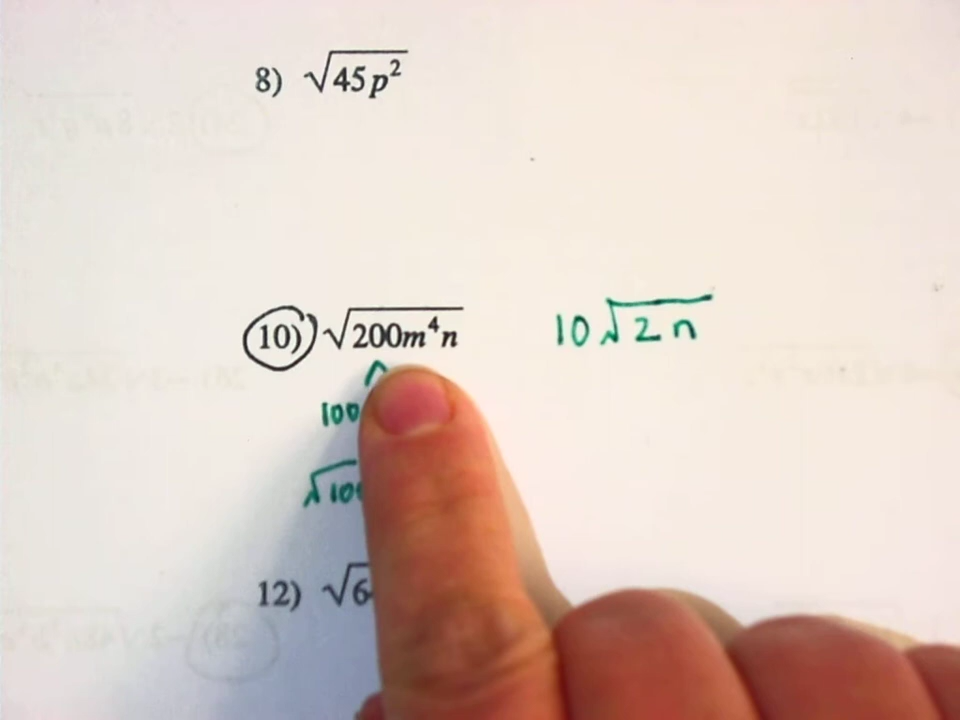 8) √45p²
10) √200m⁴n 10√2n
100
√100
12) √6